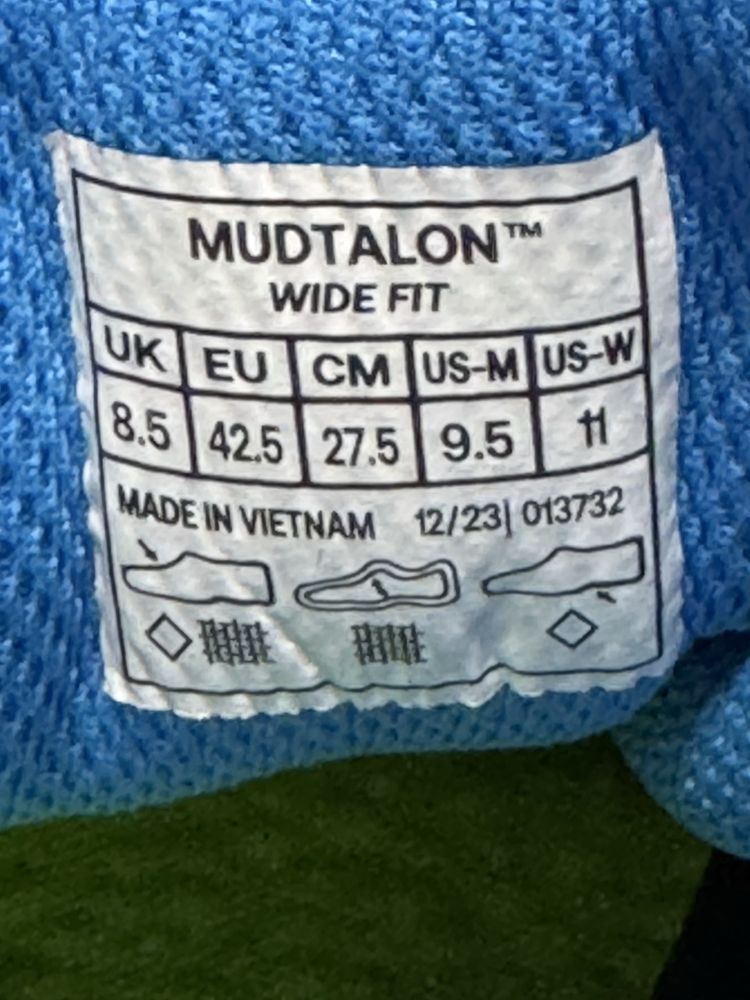 MUDTALON™
WIDE FIT
UK EU CM US-M US-W
8.5 42.5 27.5 9.5 11
MADE IN VIETNAM 12/23| 013732